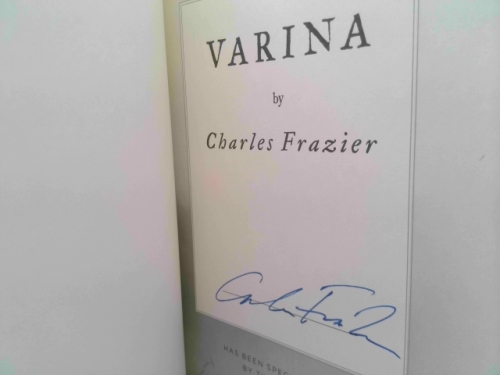 VARINA
by
Charles Frazier
HAS BEEN SPEC
BY T